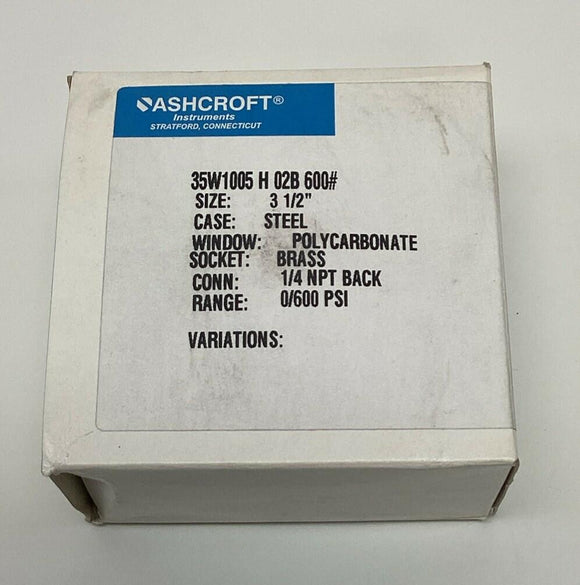 ASHCROFT®
Instruments
STRATFORD, CONNECTICUT
35W1005 H 02B 600#
SIZE: 3 1/2"
CASE: STEEL
WINDOW: POLYCARBONATE
SOCKET: BRASS
CONN: 1/4 NPT BACK
RANGE: 0/600 PSI
VARIATIONS: